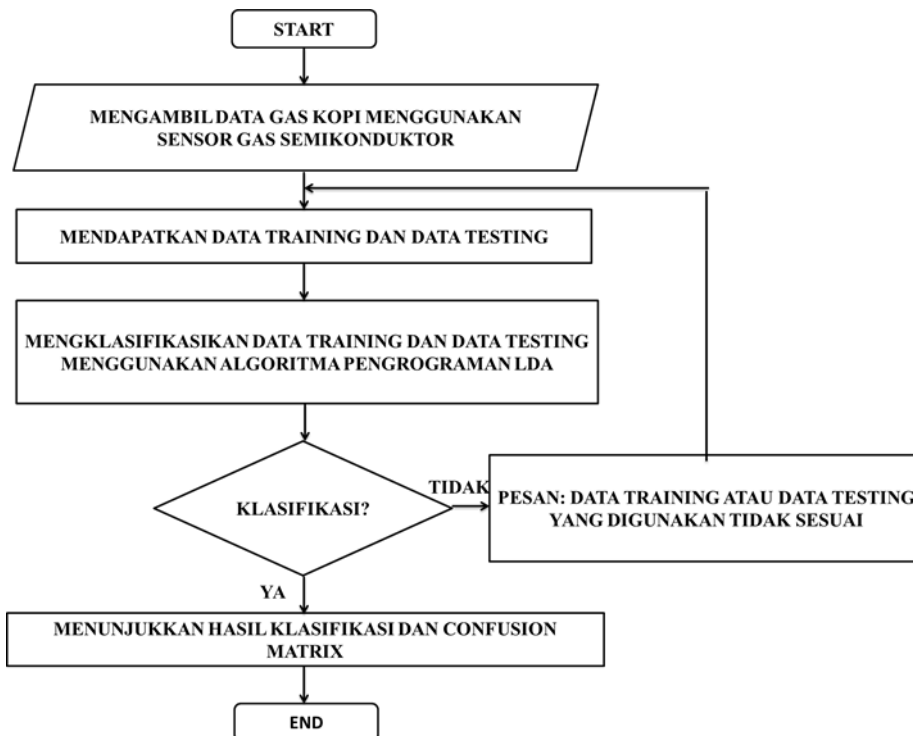 START
MENGAMBIL DATA GAS KOPI MENGGUNAKAN
SENSOR GAS SEMIKONDUKTOR
MENDAPATKAN DATA TRAINING DAN DATA TESTING
MENGKLASIFIKASIKAN DATA TRAINING DAN DATA TESTING
MENGGUNAKAN ALGORITMA PENGROGRAMAN LDA
KLASIFIKASI?
TIDAK
PESAN: DATA TRAINING ATAU DATA TESTING
YANG DIGUNAKAN TIDAK SESUAI
YA
MENUNJUKKAN HASIL KLASIFIKASI DAN CONFUSION
MATRIX
END